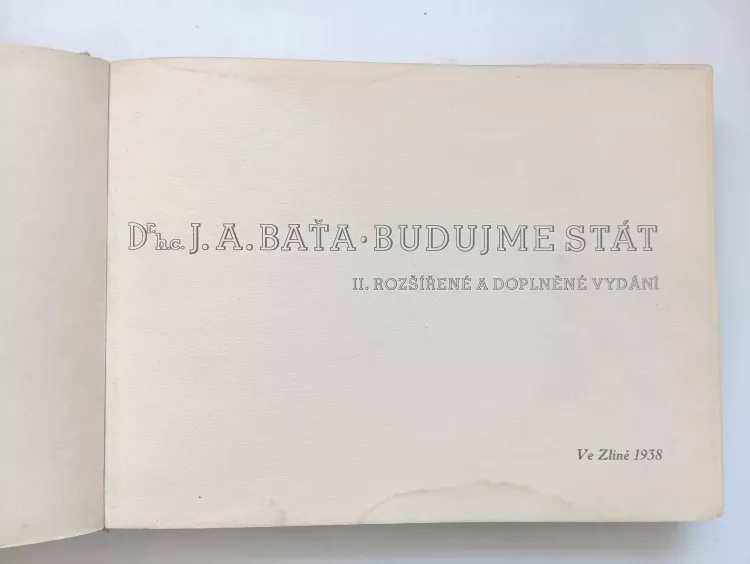 Dr h.c. J. A. BAŤA · BUDUJME STÁT
II. ROZŠÍŘENÉ A DOPLNĚNÉ VYDÁNÍ
Ve Zlíně 1938